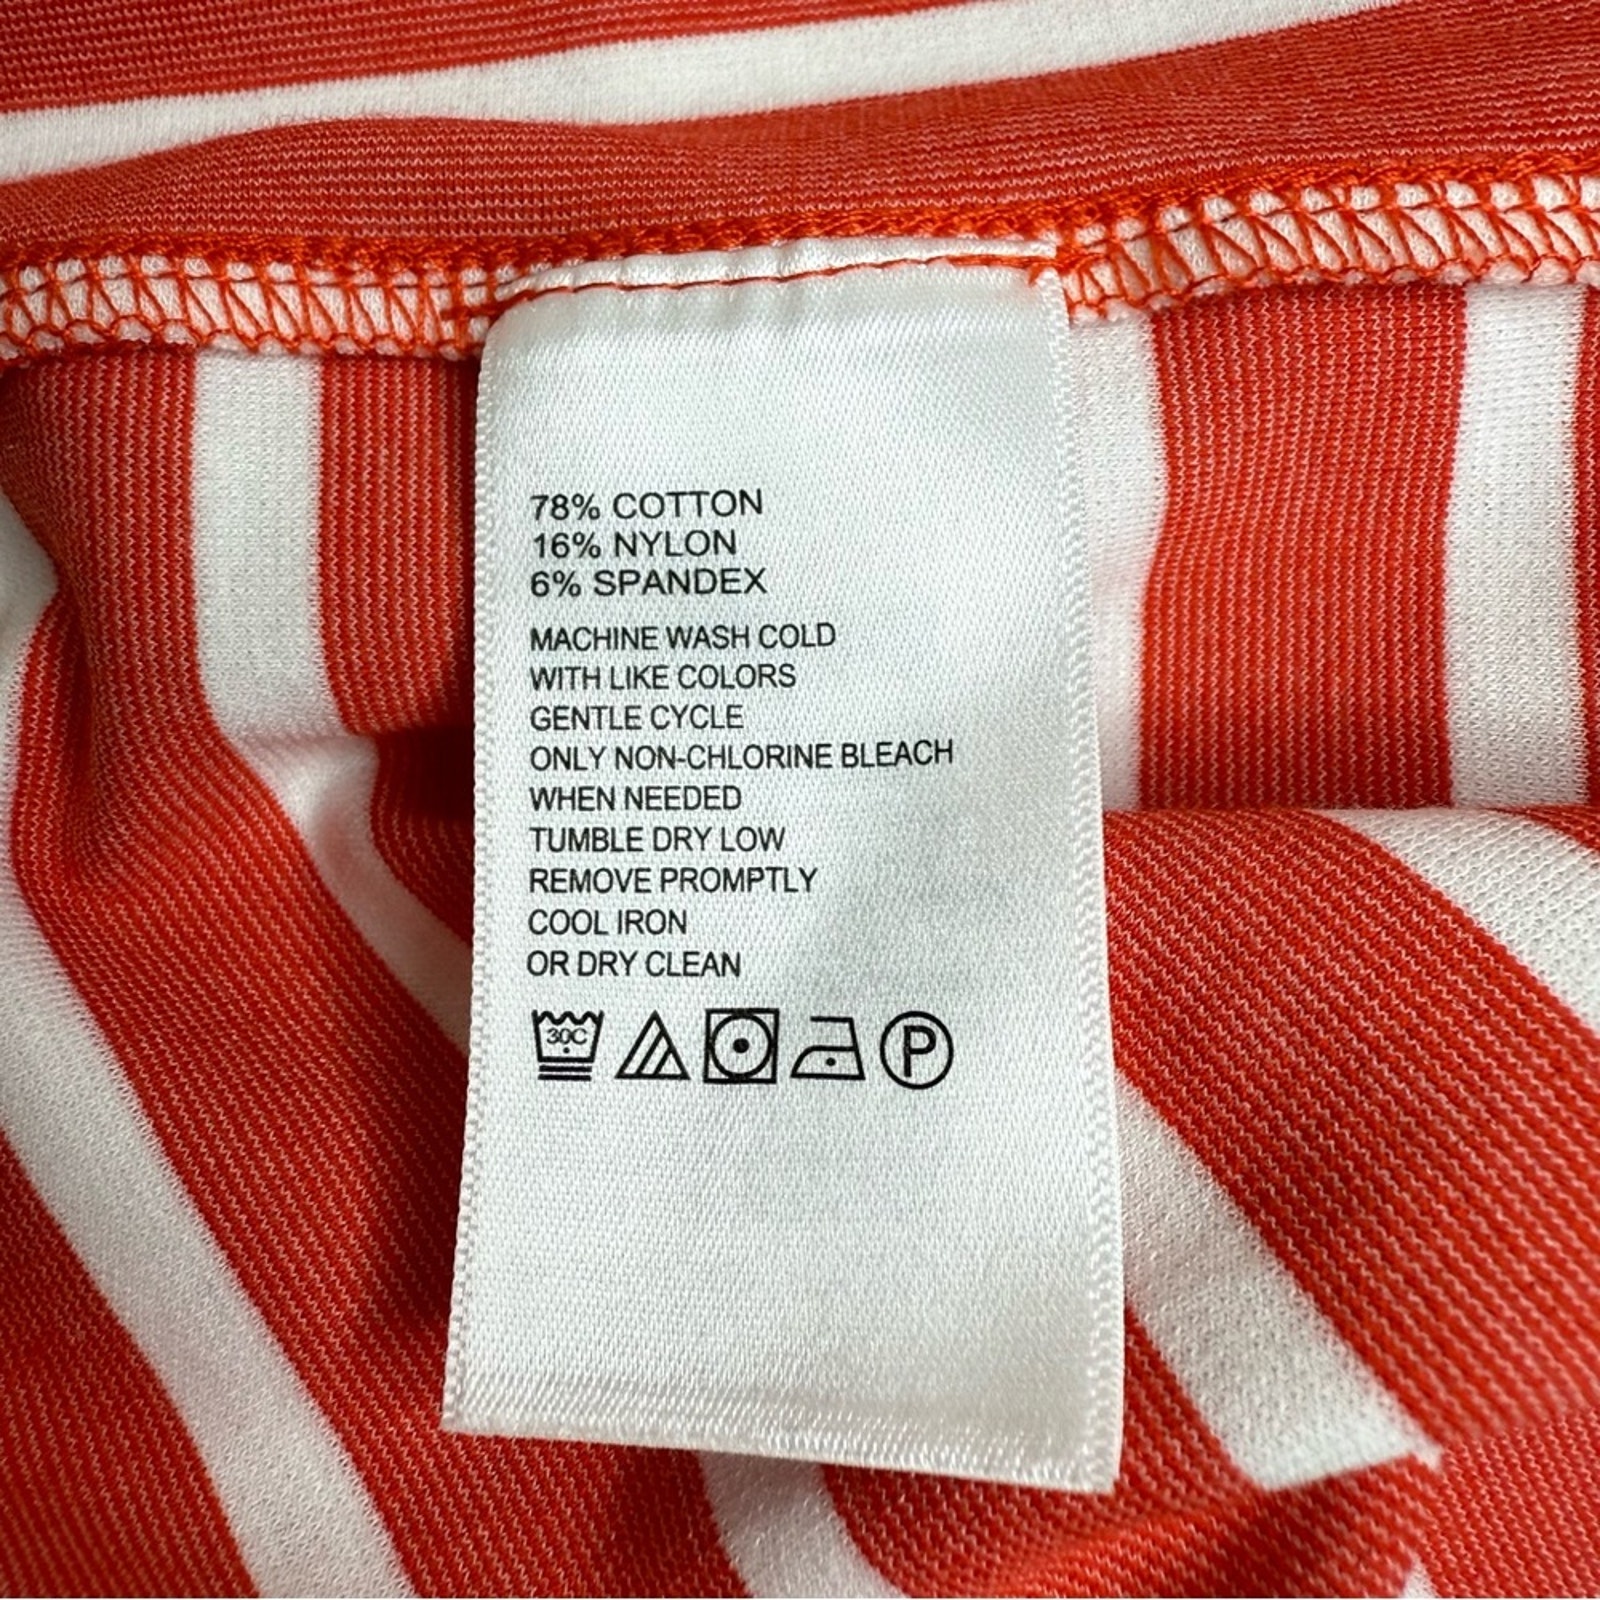 78% COTTON
16% NYLON
6% SPANDEX
MACHINE WASH COLD
WITH LIKE COLORS
GENTLE CYCLE
ONLY NON-CHLORINE BLEACH
WHEN NEEDED
TUMBLE DRY LOW
REMOVE PROMPTLY
COOL IRON
OR DRY CLEAN
30C P